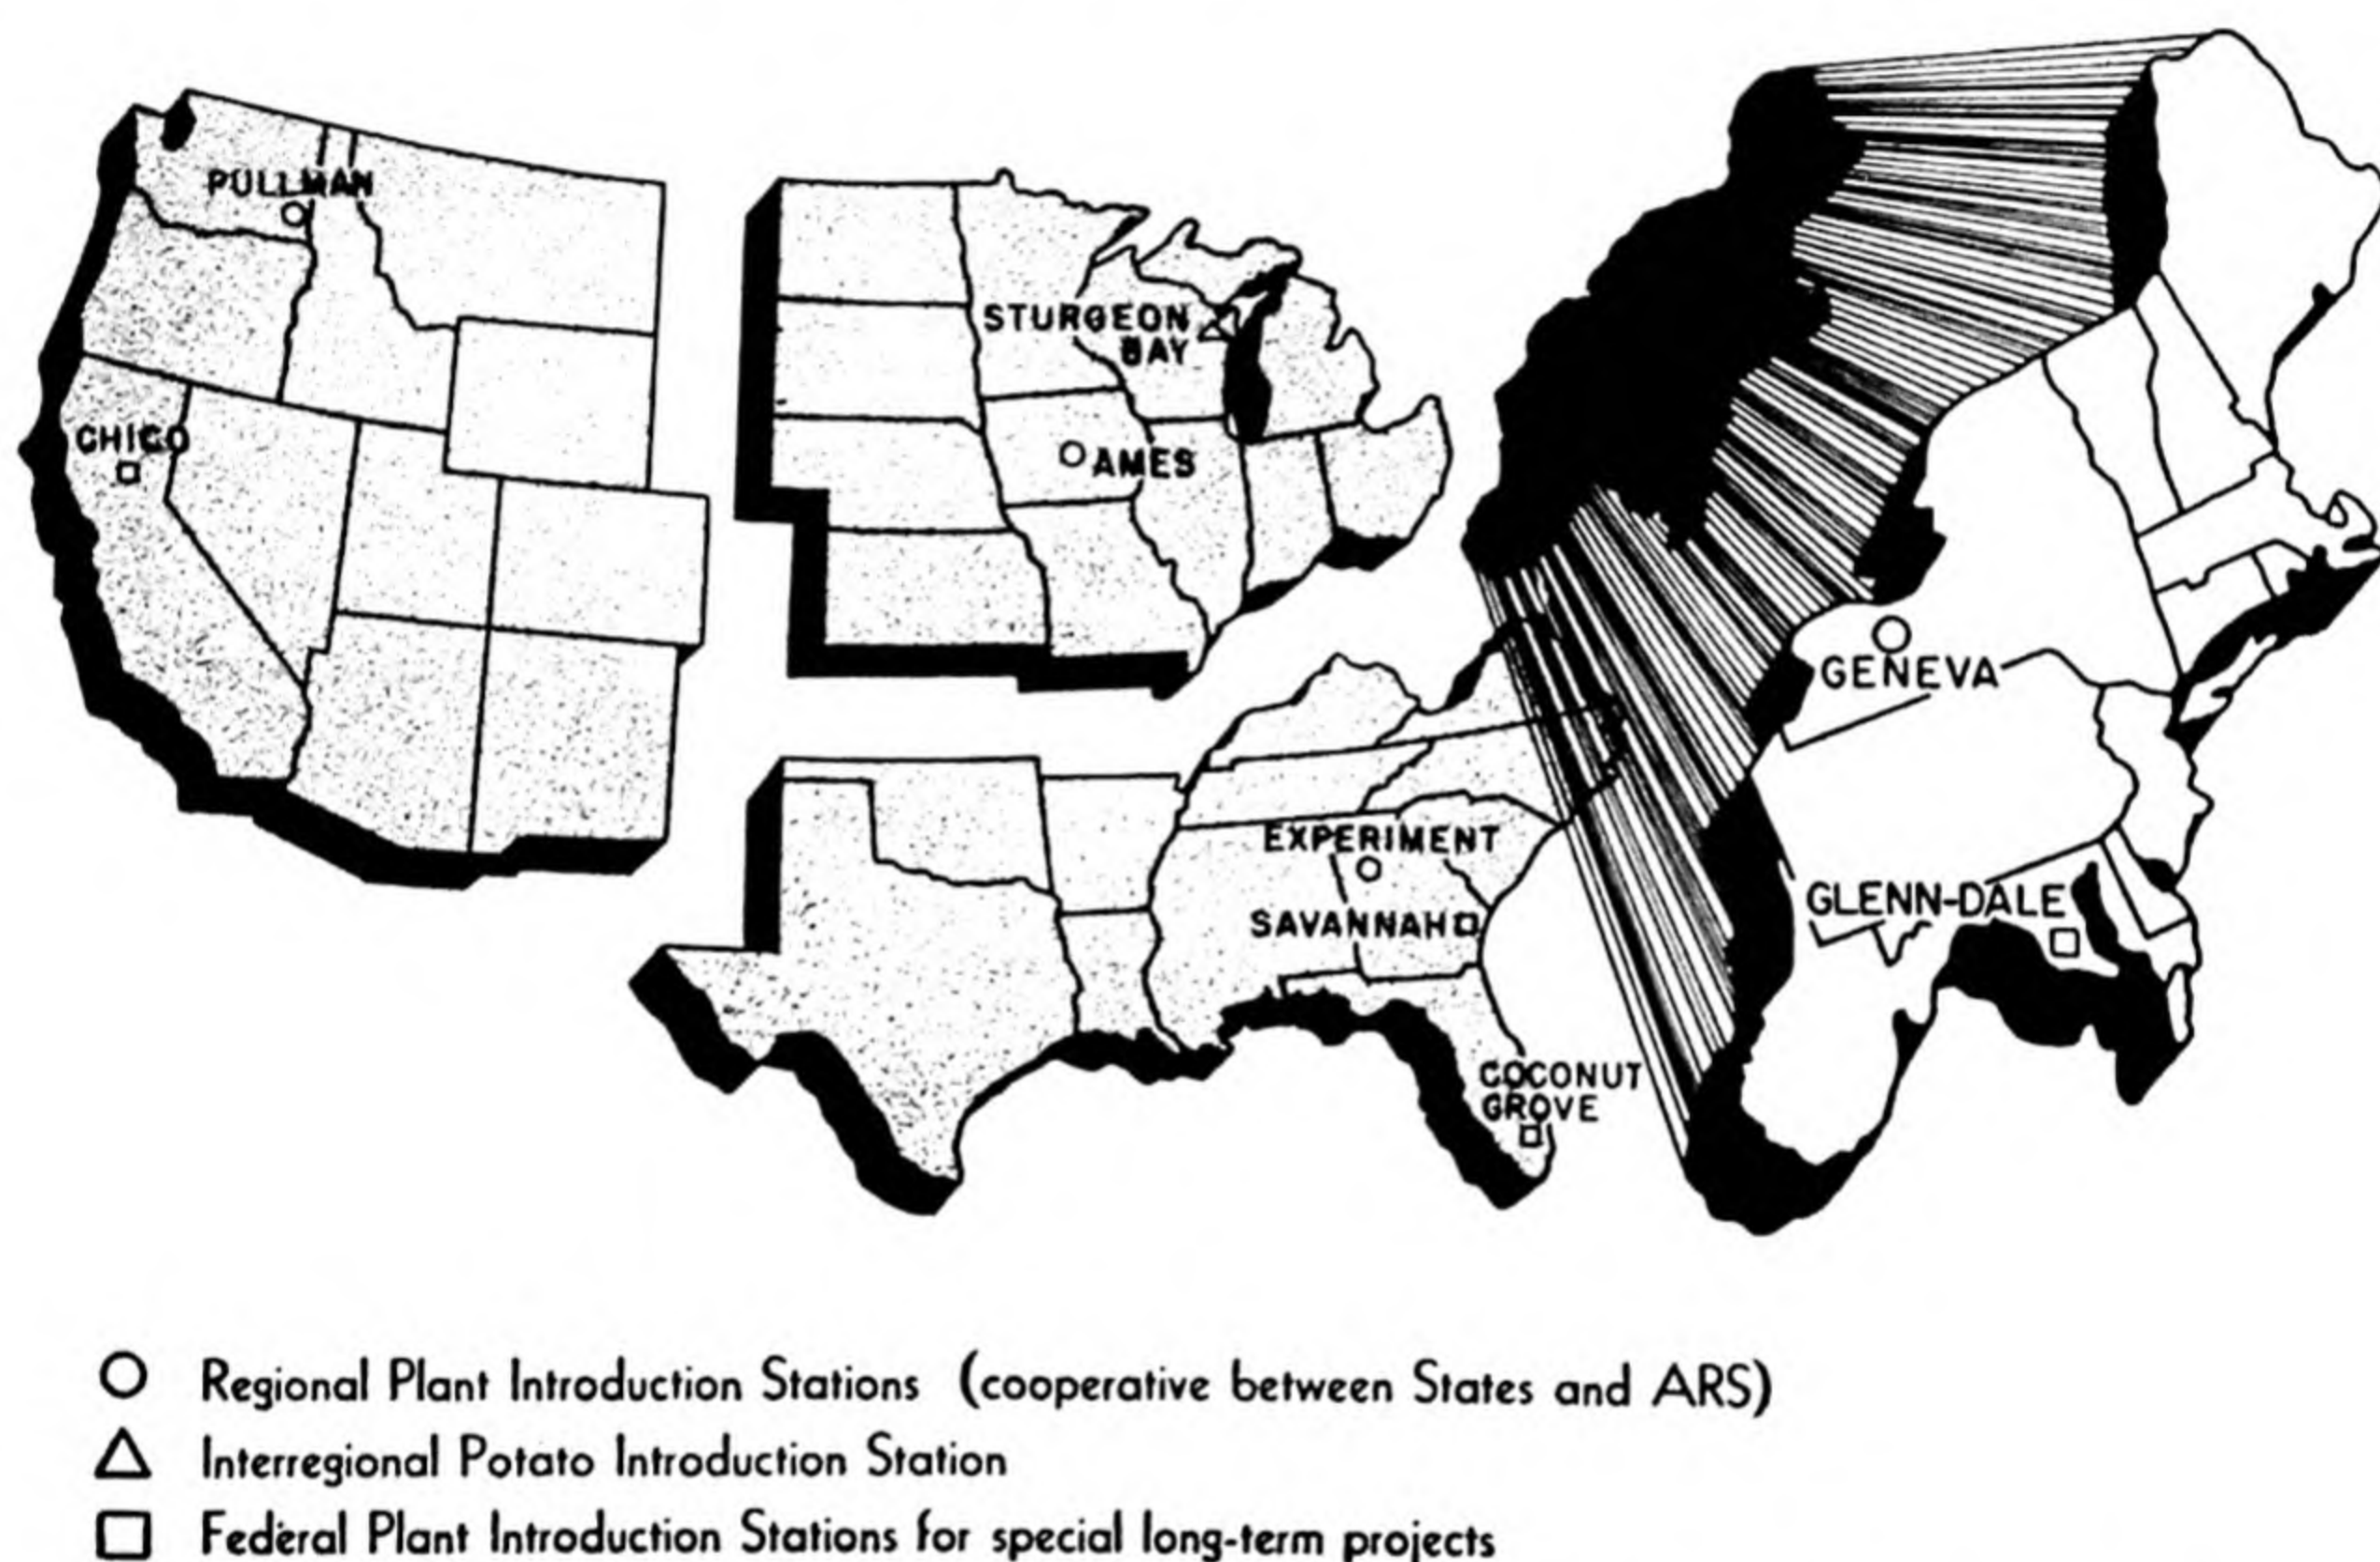 PULLMAN
CHICO
STURGEON
BAY
AMES
GENEVA
EXPERIMENT
SAVANNAH
GLENN-DALE
COCONUT
GROVE
Regional Plant Introduction Stations (cooperative between States and ARS)
Interregional Potato Introduction Station
Federal Plant Introduction Stations for special long-term projects